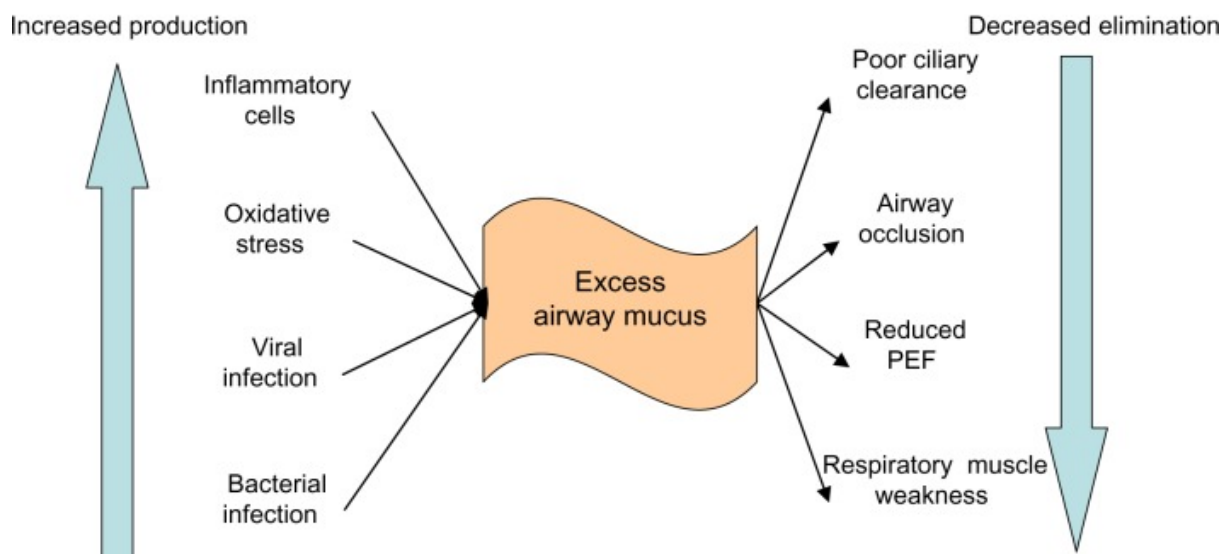 Increased production
Decreased elimination
Inflammatory
cells
Oxidative
stress
Viral
infection
Bacterial
infection
Excess
airway mucus
Poor ciliary
clearance
Airway
occlusion
Reduced
PEF
Respiratory muscle
weakness